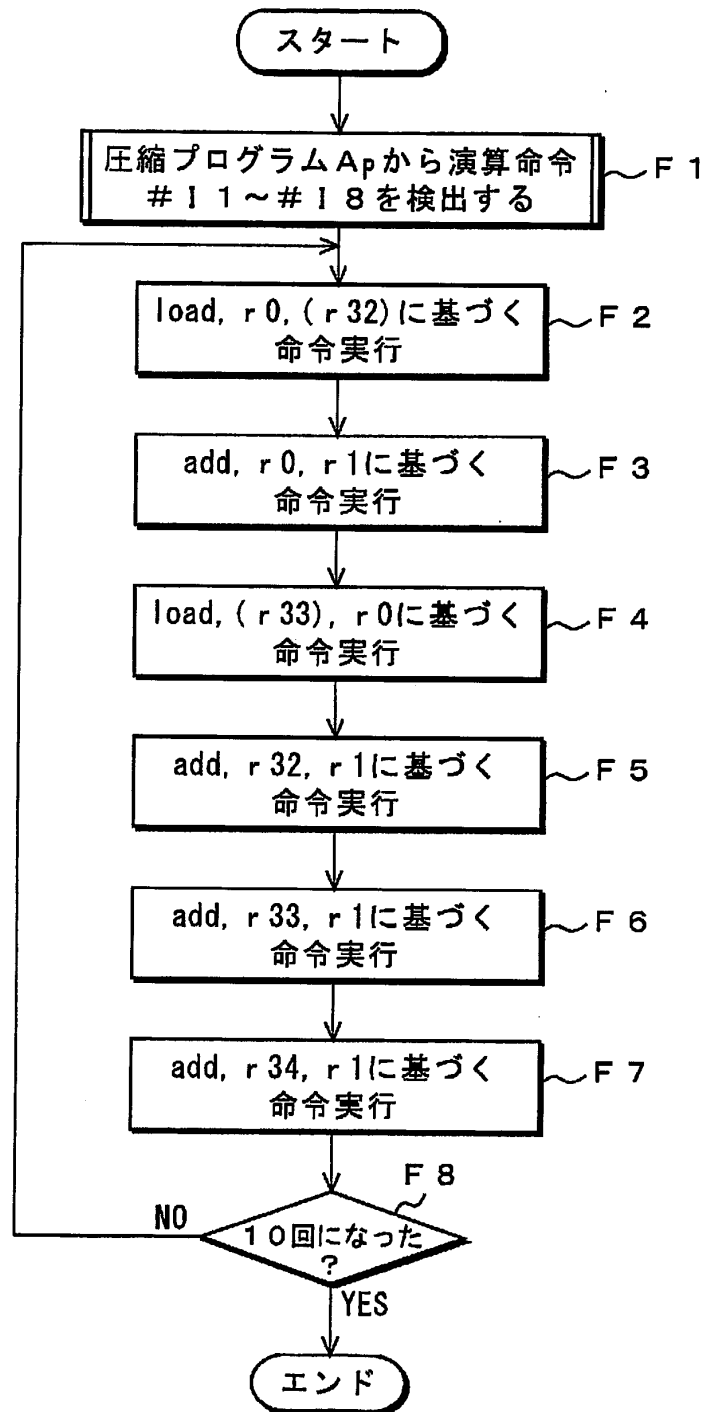 スタート
圧縮プログラムApから演算命令
#I1~#I8を検出する
F1
load, r0, (r32)に基づく
命令実行
F2
add, r0, r1に基づく
命令実行
F3
load, (r33), r0に基づく
命令実行
F4
add, r32, r1に基づく
命令実行
F5
add, r33, r1に基づく
命令実行
F6
add, r34, r1に基づく
命令実行
F7
F8
NO
10回になった
?
YES
エンド